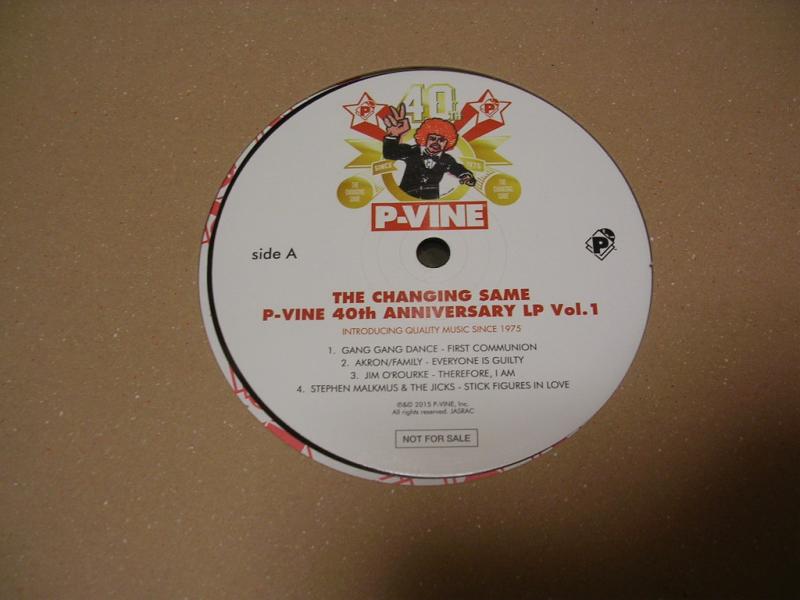 40th
P
P
SINCE
1975
THE CHANGING SAME
THE CHANGING SAME
P-VINE
side A
P
THE CHANGING SAME
P-VINE 40th ANNIVERSARY LP Vol.1
INTRODUCING QUALITY MUSIC SINCE 1975
1. GANG GANG DANCE - FIRST COMMUNION
2. AKRON/FAMILY - EVERYONE IS GUILTY
3. JIM O'ROURKE - THEREFORE, I AM
4. STEPHEN MALKMUS & THE JICKS - STICK FIGURES IN LOVE
℗&© 2015 P-VINE, Inc.
All rights reserved. JASRAC
NOT FOR SALE